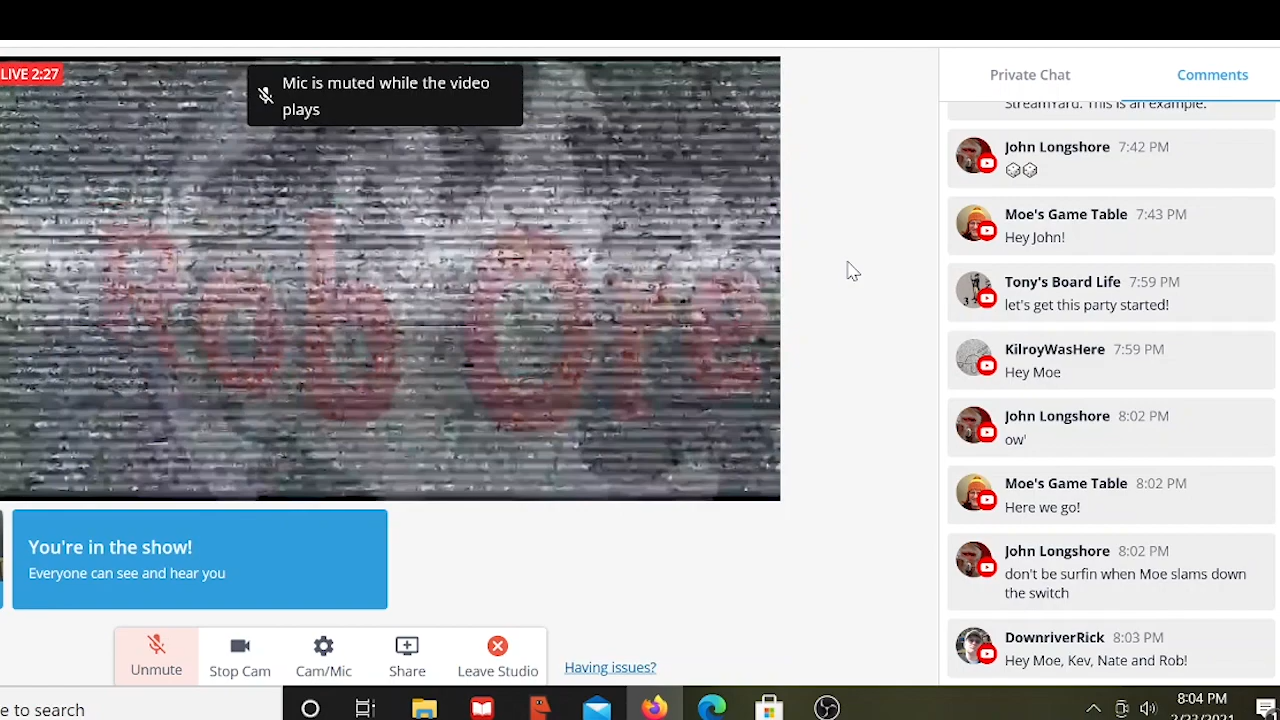 LIVE 2:27
Mic is muted while the video
plays
Rob Ore
Private Chat
Comments
StreamYard. This is an example.
John Longshore 7:42 PM
🎲🎲
Moe's Game Table 7:43 PM
Hey John!
Tony's Board Life 7:59 PM
let's get this party started!
KilroyWasHere 7:59 PM
Hey Moe
John Longshore 8:02 PM
ow'
Moe's Game Table 8:02 PM
Here we go!
John Longshore 8:02 PM
don't be surfin when Moe slams down
the switch
DownriverRick 8:03 PM
Hey Moe, Kev, Nate and Rob!
You're in the show!
Everyone can see and hear you
Unmute
Stop Cam
Cam/Mic
Share
Leave Studio
Having issues?
e to search
8:04 PM
2/23/2021